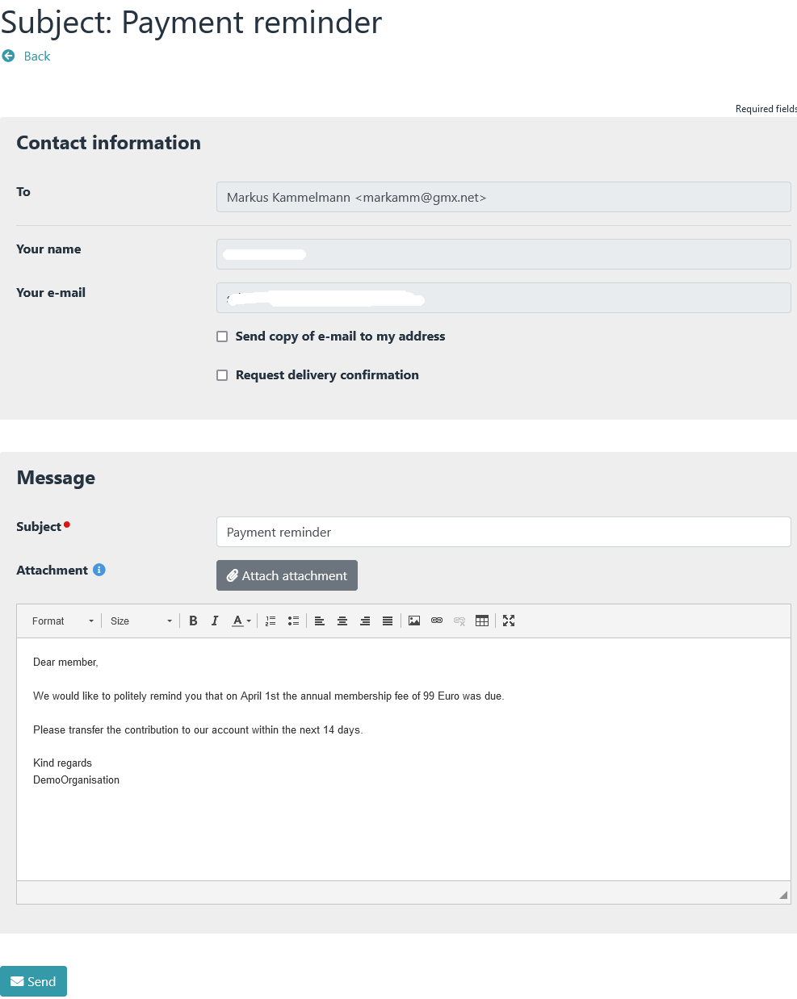 Subject: Payment reminder
Back
Required fields
Contact information
To
Markus Kammelmann <markamm@gmx.net>
Your name
Your e-mail
Send copy of e-mail to my address
Request delivery confirmation
Message
Subject
Payment reminder
Attachment
Attach attachment
Format Size B I A
Dear member,
We would like to politely remind you that on April 1st the annual membership fee of 99 Euro was due.
Please transfer the contribution to our account within the next 14 days.
Kind regards
DemoOrganisation
Send